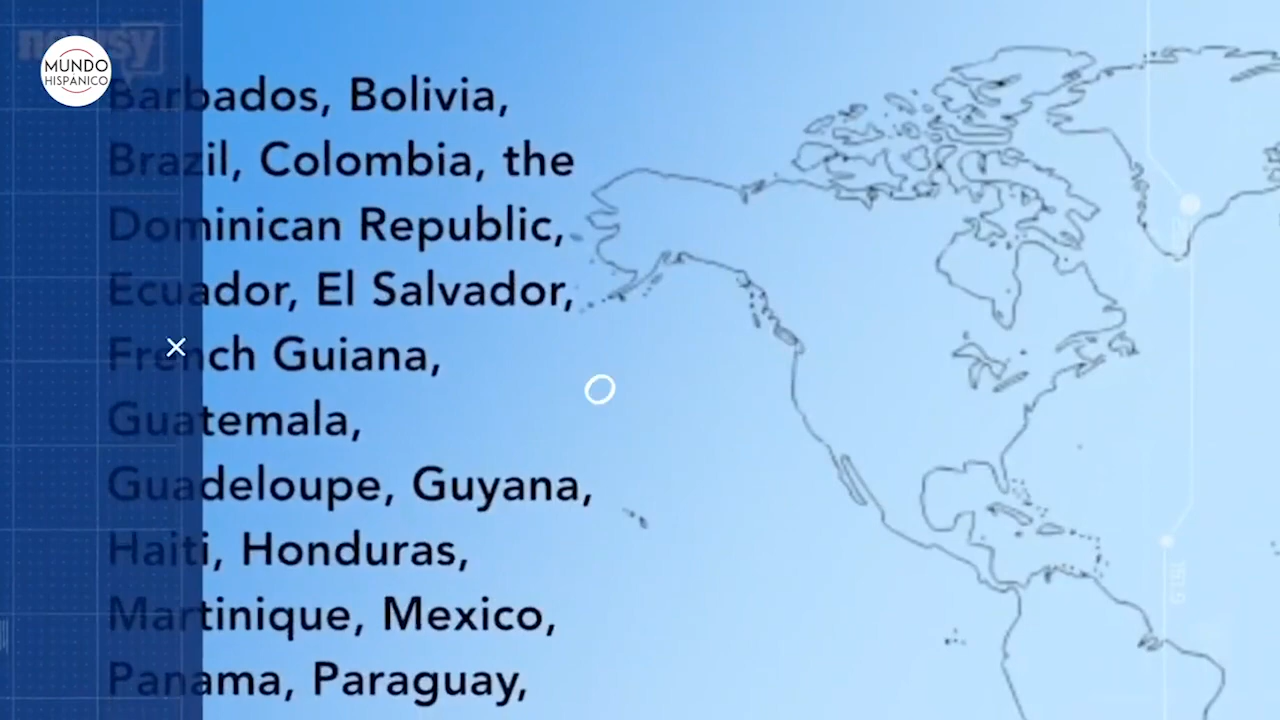 newsy
MUNDO
HISPANICO
Barbados, Bolivia,
Brazil, Colombia, the
Dominican Republic,
Ecuador, El Salvador,
French Guiana,
Guatemala,
Guadeloupe, Guyana,
Haiti, Honduras,
Martinique, Mexico,
Panama, Paraguay,